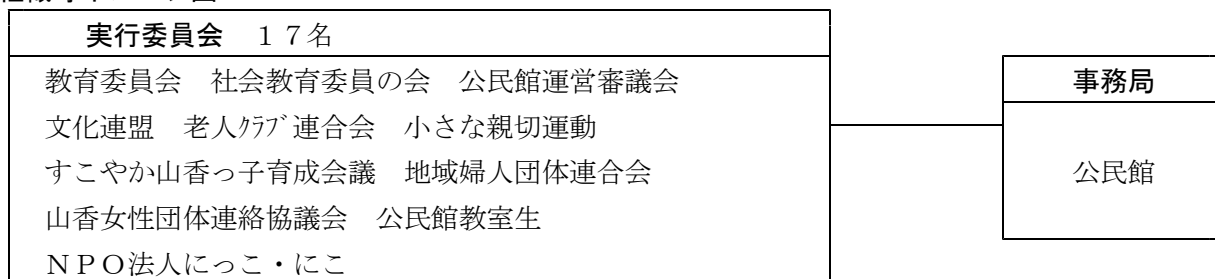 実行委員会　１７名
教育委員会　社会教育委員の会　公民館運営審議会
文化連盟　老人ｸﾗﾌﾞ連合会　小さな親切運動
すこやか山香っ子育成会議　地域婦人団体連合会
山香女性団体連絡協議会　公民館教室生
ＮＰＯ法人にっこ・にこ
事務局
公民館